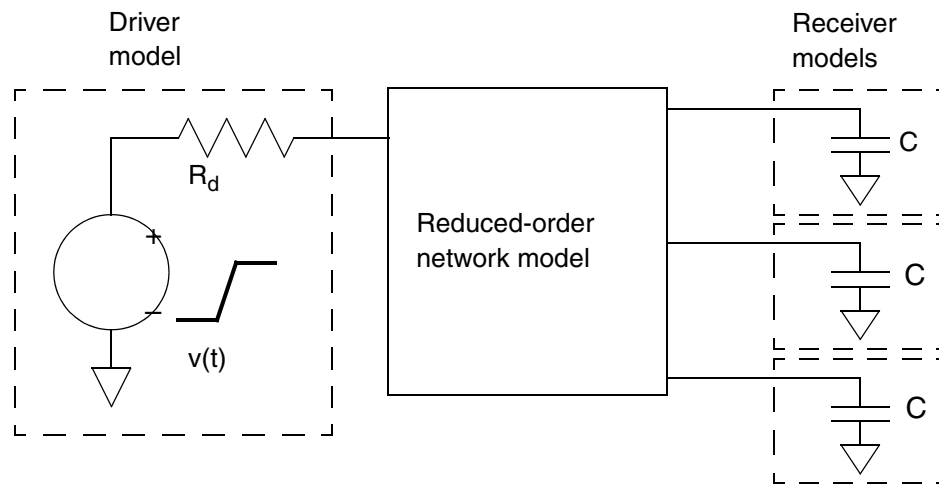 Driver
model
Receiver
models
R_d
+
−
v(t)
Reduced-order
network model
C
C
C